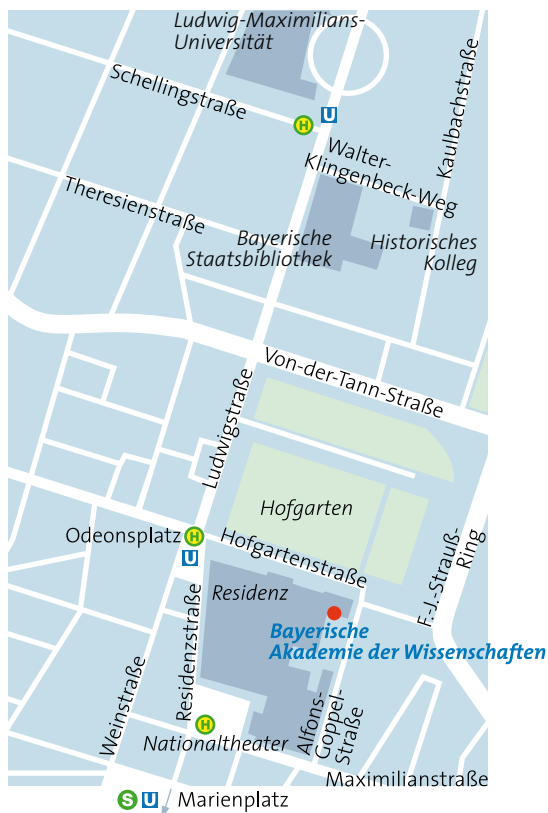 Ludwig-Maximilians-
Universität
Schellingstraße
Kaulbachstraße
H
U
Walter-
Klingenbeck-Weg
Theresienstraße
Bayerische
Staatsbibliothek
Historisches
Kolleg
Von-der-Tann-Straße
Ludwigstraße
Hofgarten
Odeonsplatz
H
U
Hofgartenstraße
F.-J.-Strauß-
Ring
Residenz
Residenzstraße
Bayerische
Akademie der Wissenschaften
Weinstraße
Alfons-
Goppel-
Straße
H
Nationaltheater
Maximilianstraße
S U Marienplatz